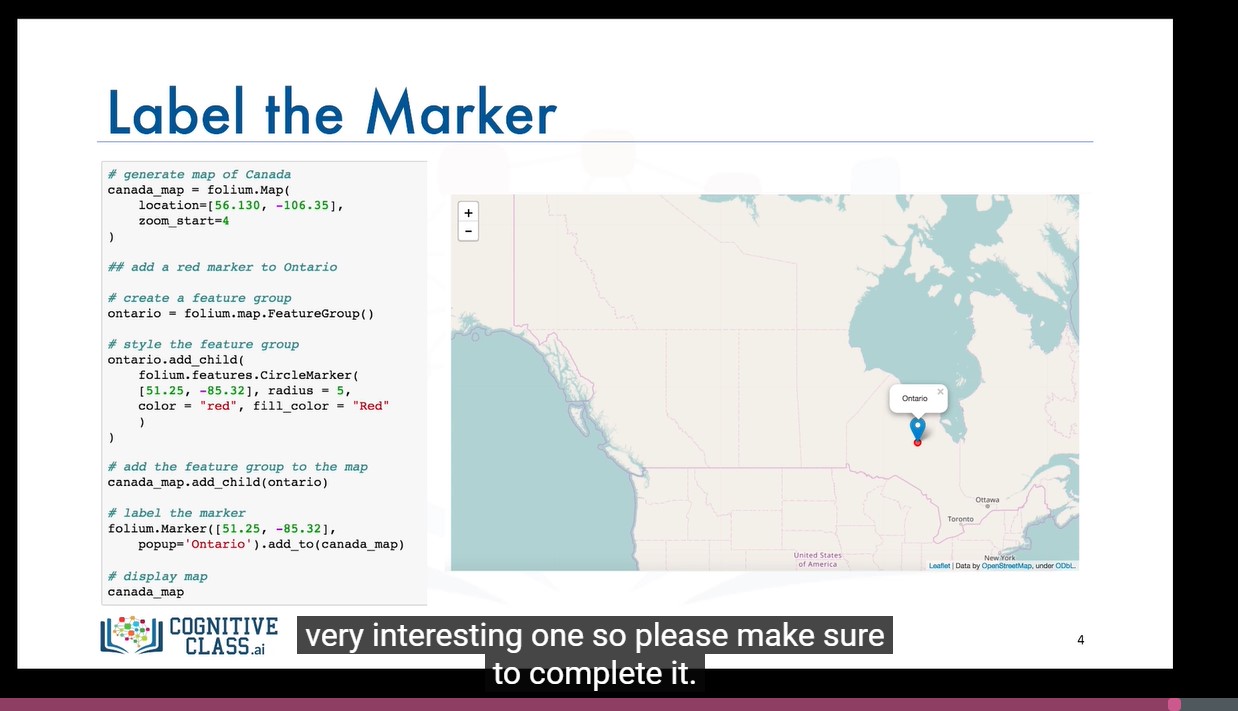 Label the Marker
# generate map of Canada
canada_map = folium.Map(
    location=[56.130, -106.35],
    zoom_start=4
)
## add a red marker to Ontario
# create a feature group
ontario = folium.map.FeatureGroup()
# style the feature group
ontario.add_child(
    folium.features.CircleMarker(
    [51.25, -85.32], radius = 5,
    color = "red", fill_color = "Red"
    )
)
# add the feature group to the map
canada_map.add_child(ontario)
# label the marker
folium.Marker([51.25, -85.32],
    popup='Ontario').add_to(canada_map)
# display map
canada_map
+
−
Ontario
×
Ottawa
Toronto
New York
United States
of America
Leaflet | Data by OpenStreetMap, under ODbL.
COGNITIVE
CLASS.ai
4
very interesting one so please make sure
to complete it.